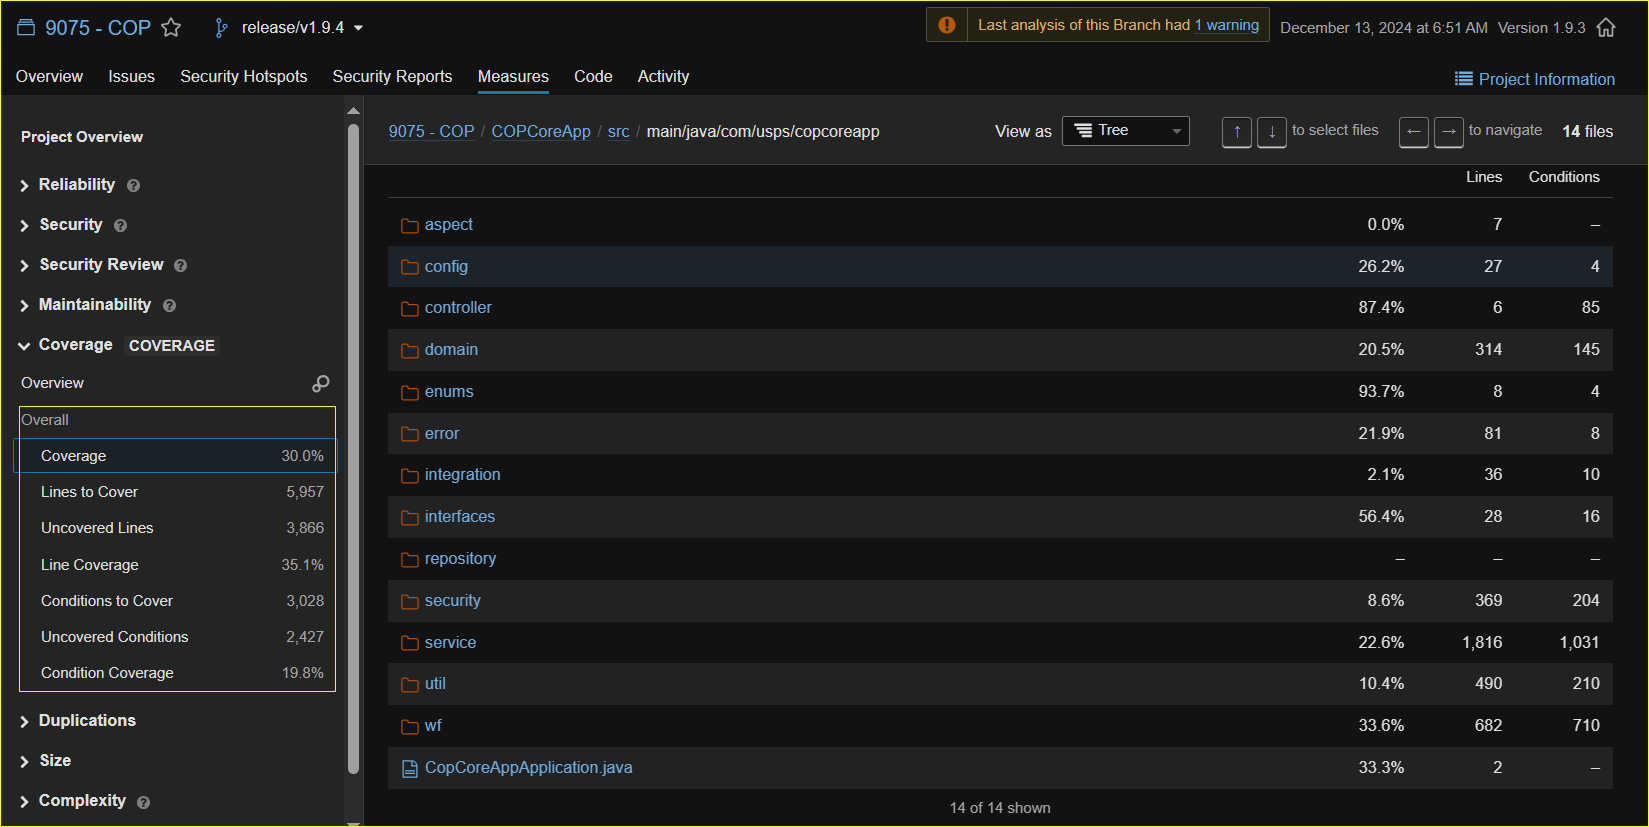 9075 - COP release/v1.9.4 Last analysis of this Branch had 1 warning December 13, 2024 at 6:51 AM Version 1.9.3
Overview Issues Security Hotspots Security Reports Measures Code Activity Project Information
Project Overview
Reliability
Security
Security Review
Maintainability
Coverage COVERAGE
Overview
Overall
Coverage 30.0%
Lines to Cover 5,957
Uncovered Lines 3,866
Line Coverage 35.1%
Conditions to Cover 3,028
Uncovered Conditions 2,427
Condition Coverage 19.8%
Duplications
Size
Complexity
9075 - COP / COPCoreApp / src / main/java/com/usps/copcoreapp View as Tree ↑ ↓ to select files ← → to navigate 14 files
Lines Conditions
aspect 0.0% 7 –
config 26.2% 27 4
controller 87.4% 6 85
domain 20.5% 314 145
enums 93.7% 8 4
error 21.9% 81 8
integration 2.1% 36 10
interfaces 56.4% 28 16
repository – – –
security 8.6% 369 204
service 22.6% 1,816 1,031
util 10.4% 490 210
wf 33.6% 682 710
CopCoreAppApplication.java 33.3% 2 –
14 of 14 shown